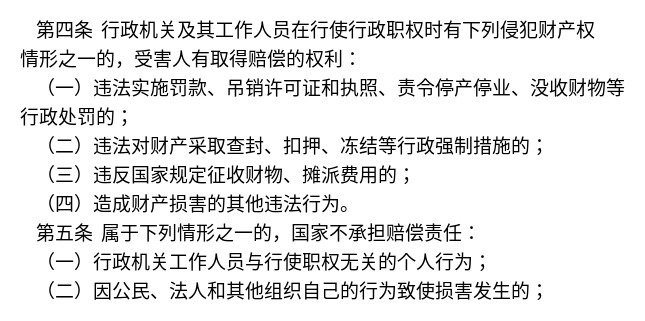 第四条 行政机关及其工作人员在行使行政职权时有下列侵犯财产权
情形之一的，受害人有取得赔偿的权利：
（一）违法实施罚款、吊销许可证和执照、责令停产停业、没收财物等
行政处罚的；
（二）违法对财产采取查封、扣押、冻结等行政强制措施的；
（三）违反国家规定征收财物、摊派费用的；
（四）造成财产损害的其他违法行为。
第五条 属于下列情形之一的，国家不承担赔偿责任：
（一）行政机关工作人员与行使职权无关的个人行为；
（二）因公民、法人和其他组织自己的行为致使损害发生的；